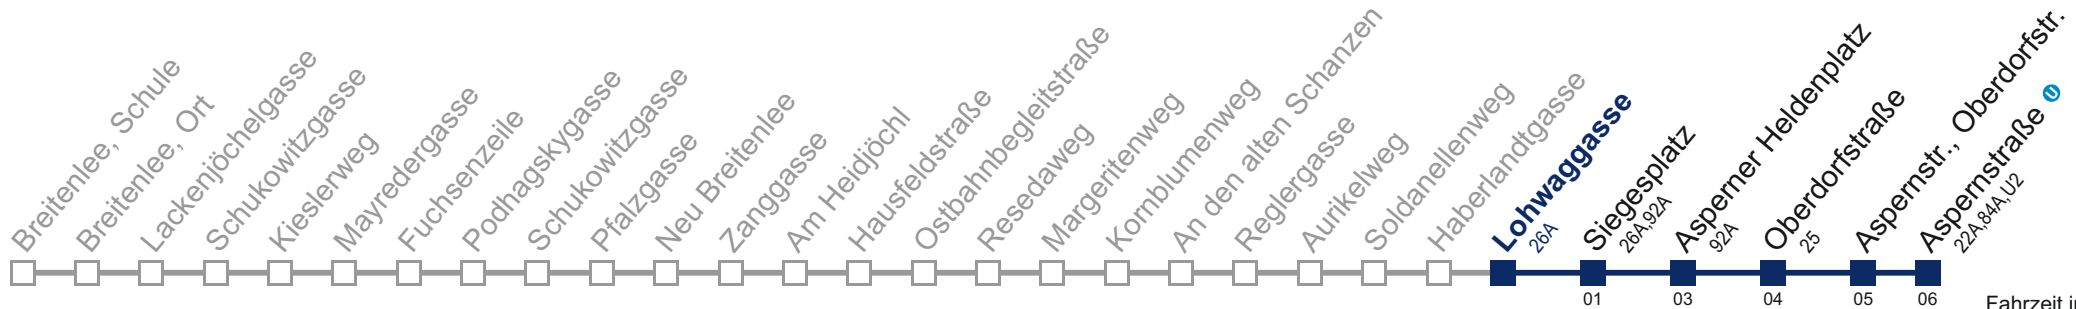 Breitenlee, Schule
Breitenlee, Ort
Lackenjöchelgasse
Schukowitzgasse
Kieslerweg
Mayredergasse
Fuchsenzeile
Podhagskygasse
Schukowitzgasse
Pfalzgasse
Neu Breitenlee
Zanggasse
Am Heidjöchl
Hausfeldstraße
Ostbahnbegleitstraße
Resedaweg
Margeritenweg
Kornblumenweg
An den alten Schanzen
Reglergasse
Aurikelweg
Soldanellenweg
Haberlandtgasse
Lohwaggasse
26A
Siegesplatz
26A,92A
Asperner Heldenplatz
92A
Oberdorfstraße
25
Aspernstr., Oberdorfstr.
Aspernstraße U
22A,84A,U2
01 03 04 05 06
Fahrzeit